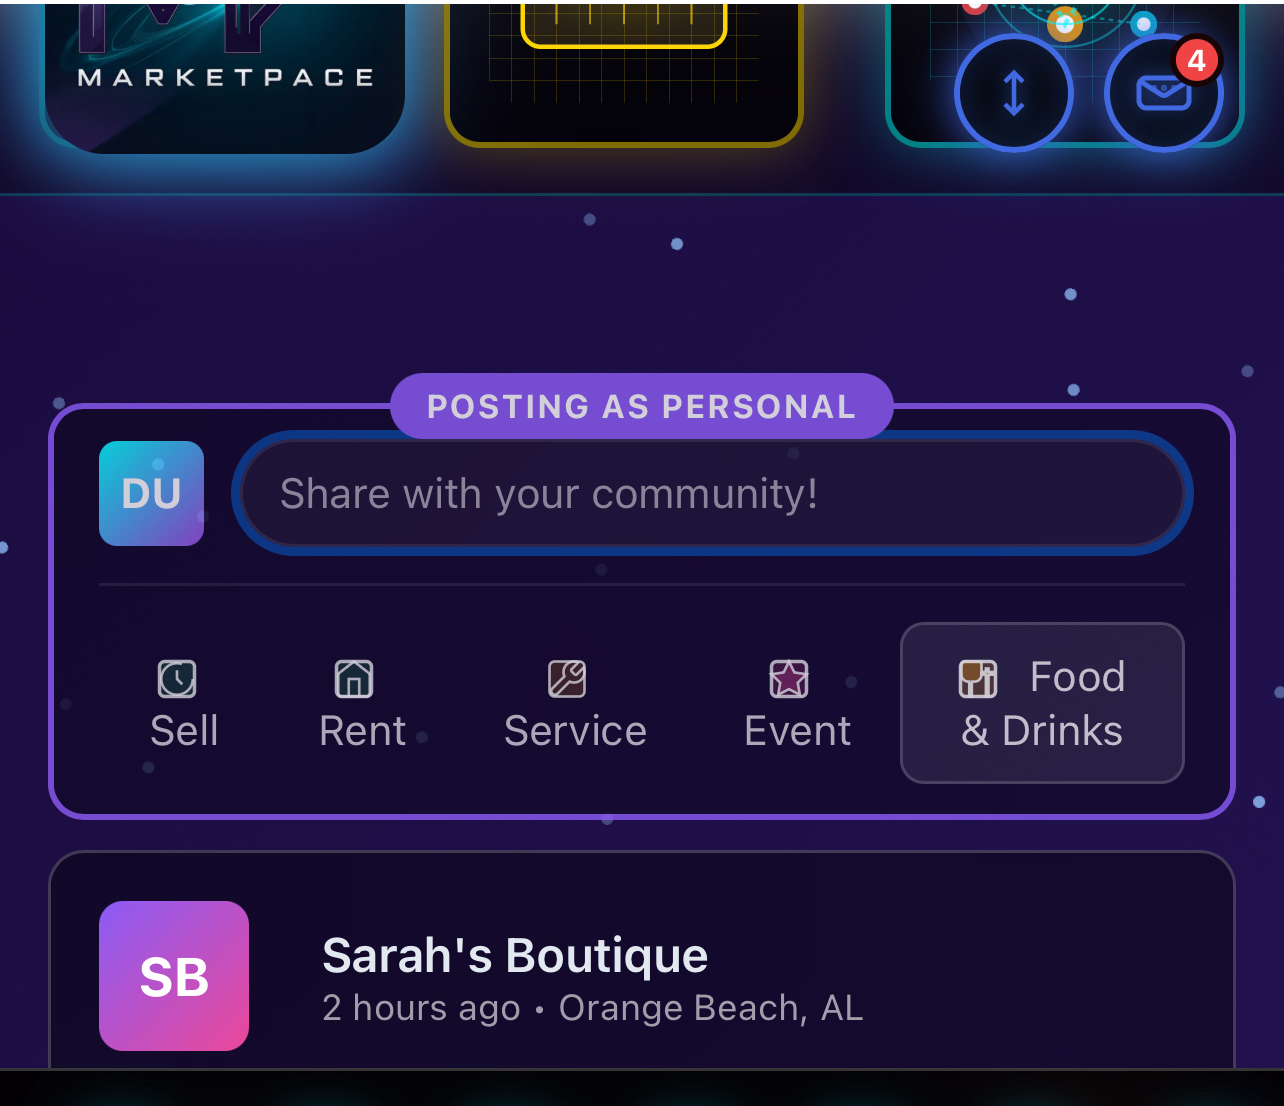 MARKETPACE
4
POSTING AS PERSONAL
DU
Share with your community!
Sell
Rent
Service
Event
Food
& Drinks
SB
Sarah's Boutique
2 hours ago • Orange Beach, AL